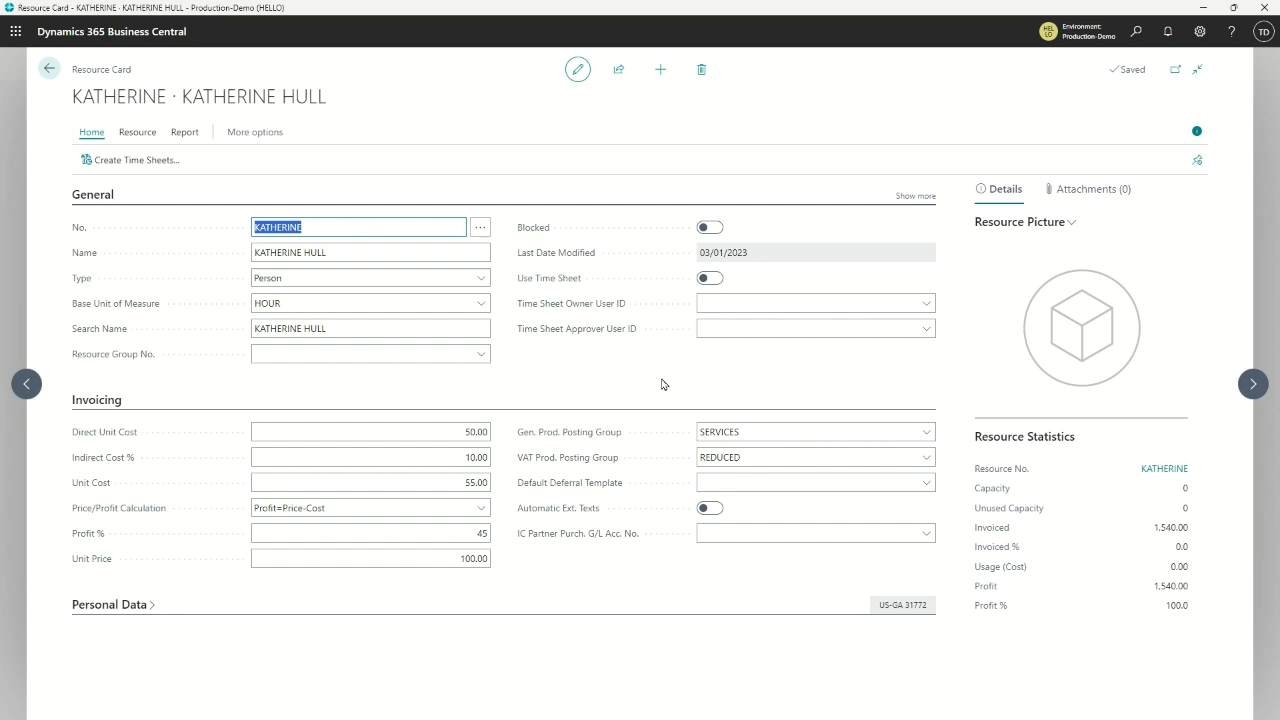 Resource Card - KATHERINE · KATHERINE HULL - Production-Demo (HELLO)
Dynamics 365 Business Central
HEL LO
Environment:
Production-Demo
?
TD
Resource Card
Saved
KATHERINE · KATHERINE HULL
Home Resource Report More options
Create Time Sheets...
General
Show more
No. KATHERINE ...
Name KATHERINE HULL
Type Person
Base Unit of Measure HOUR
Search Name KATHERINE HULL
Resource Group No.
Blocked
Last Date Modified 03/01/2023
Use Time Sheet
Time Sheet Owner User ID
Time Sheet Approver User ID
Invoicing
Direct Unit Cost 50.00
Indirect Cost % 10.00
Unit Cost 55.00
Price/Profit Calculation Profit=Price-Cost
Profit % 45
Unit Price 100.00
Gen. Prod. Posting Group SERVICES
VAT Prod. Posting Group REDUCED
Default Deferral Template
Automatic Ext. Texts
IC Partner Purch. G/L Acc. No.
Personal Data
US-GA 31772
Details Attachments (0)
Resource Picture
Resource Statistics
Resource No. KATHERINE
Capacity 0
Unused Capacity 0
Invoiced 1,540.00
Invoiced % 0.0
Usage (Cost) 0.00
Profit 1,540.00
Profit % 100.0